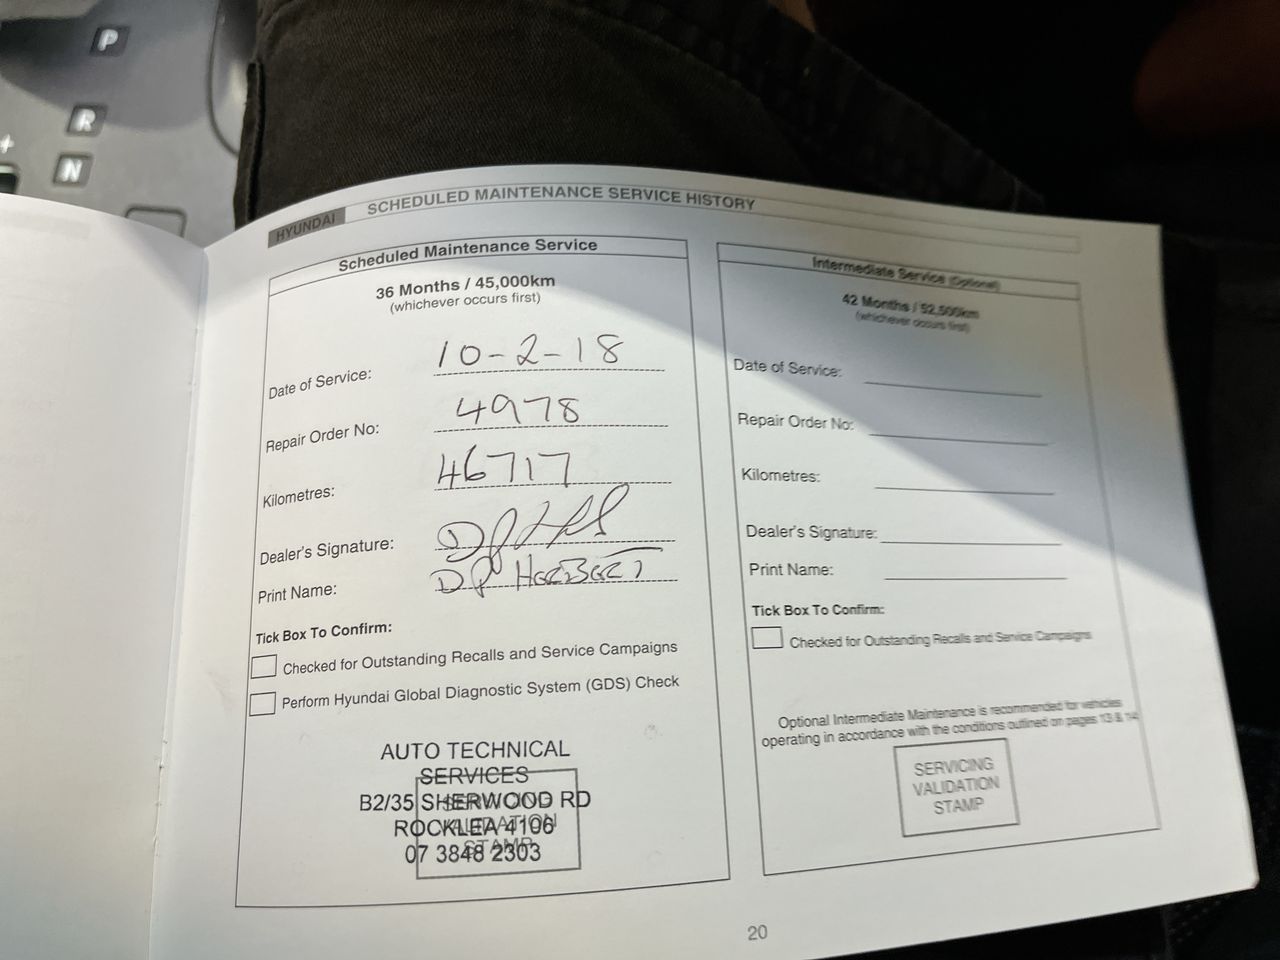 P
R
N
+
HYUNDAI
SCHEDULED MAINTENANCE SERVICE HISTORY
Scheduled Maintenance Service
36 Months / 45,000km
(whichever occurs first)
Date of Service: 10-2-18
Repair Order No: 4978
Kilometres: 46717
Dealer's Signature:
Print Name: DP HERBERT
Tick Box To Confirm:
Checked for Outstanding Recalls and Service Campaigns
Perform Hyundai Global Diagnostic System (GDS) Check
AUTO TECHNICAL
SERVICES
B2/35 SHERWOOD RD
ROCKLEA 4106
07 3848 2303
SERVICING
VALIDATION
STAMP
Intermediate Service (Optional)
42 Months / 52,500km
(whichever occurs first)
Date of Service:
Repair Order No:
Kilometres:
Dealer's Signature:
Print Name:
Tick Box To Confirm:
Checked for Outstanding Recalls and Service Campaigns
Optional Intermediate Maintenance is recommended for vehicles
operating in accordance with the conditions outlined on pages 13 & 14
SERVICING
VALIDATION
STAMP
20